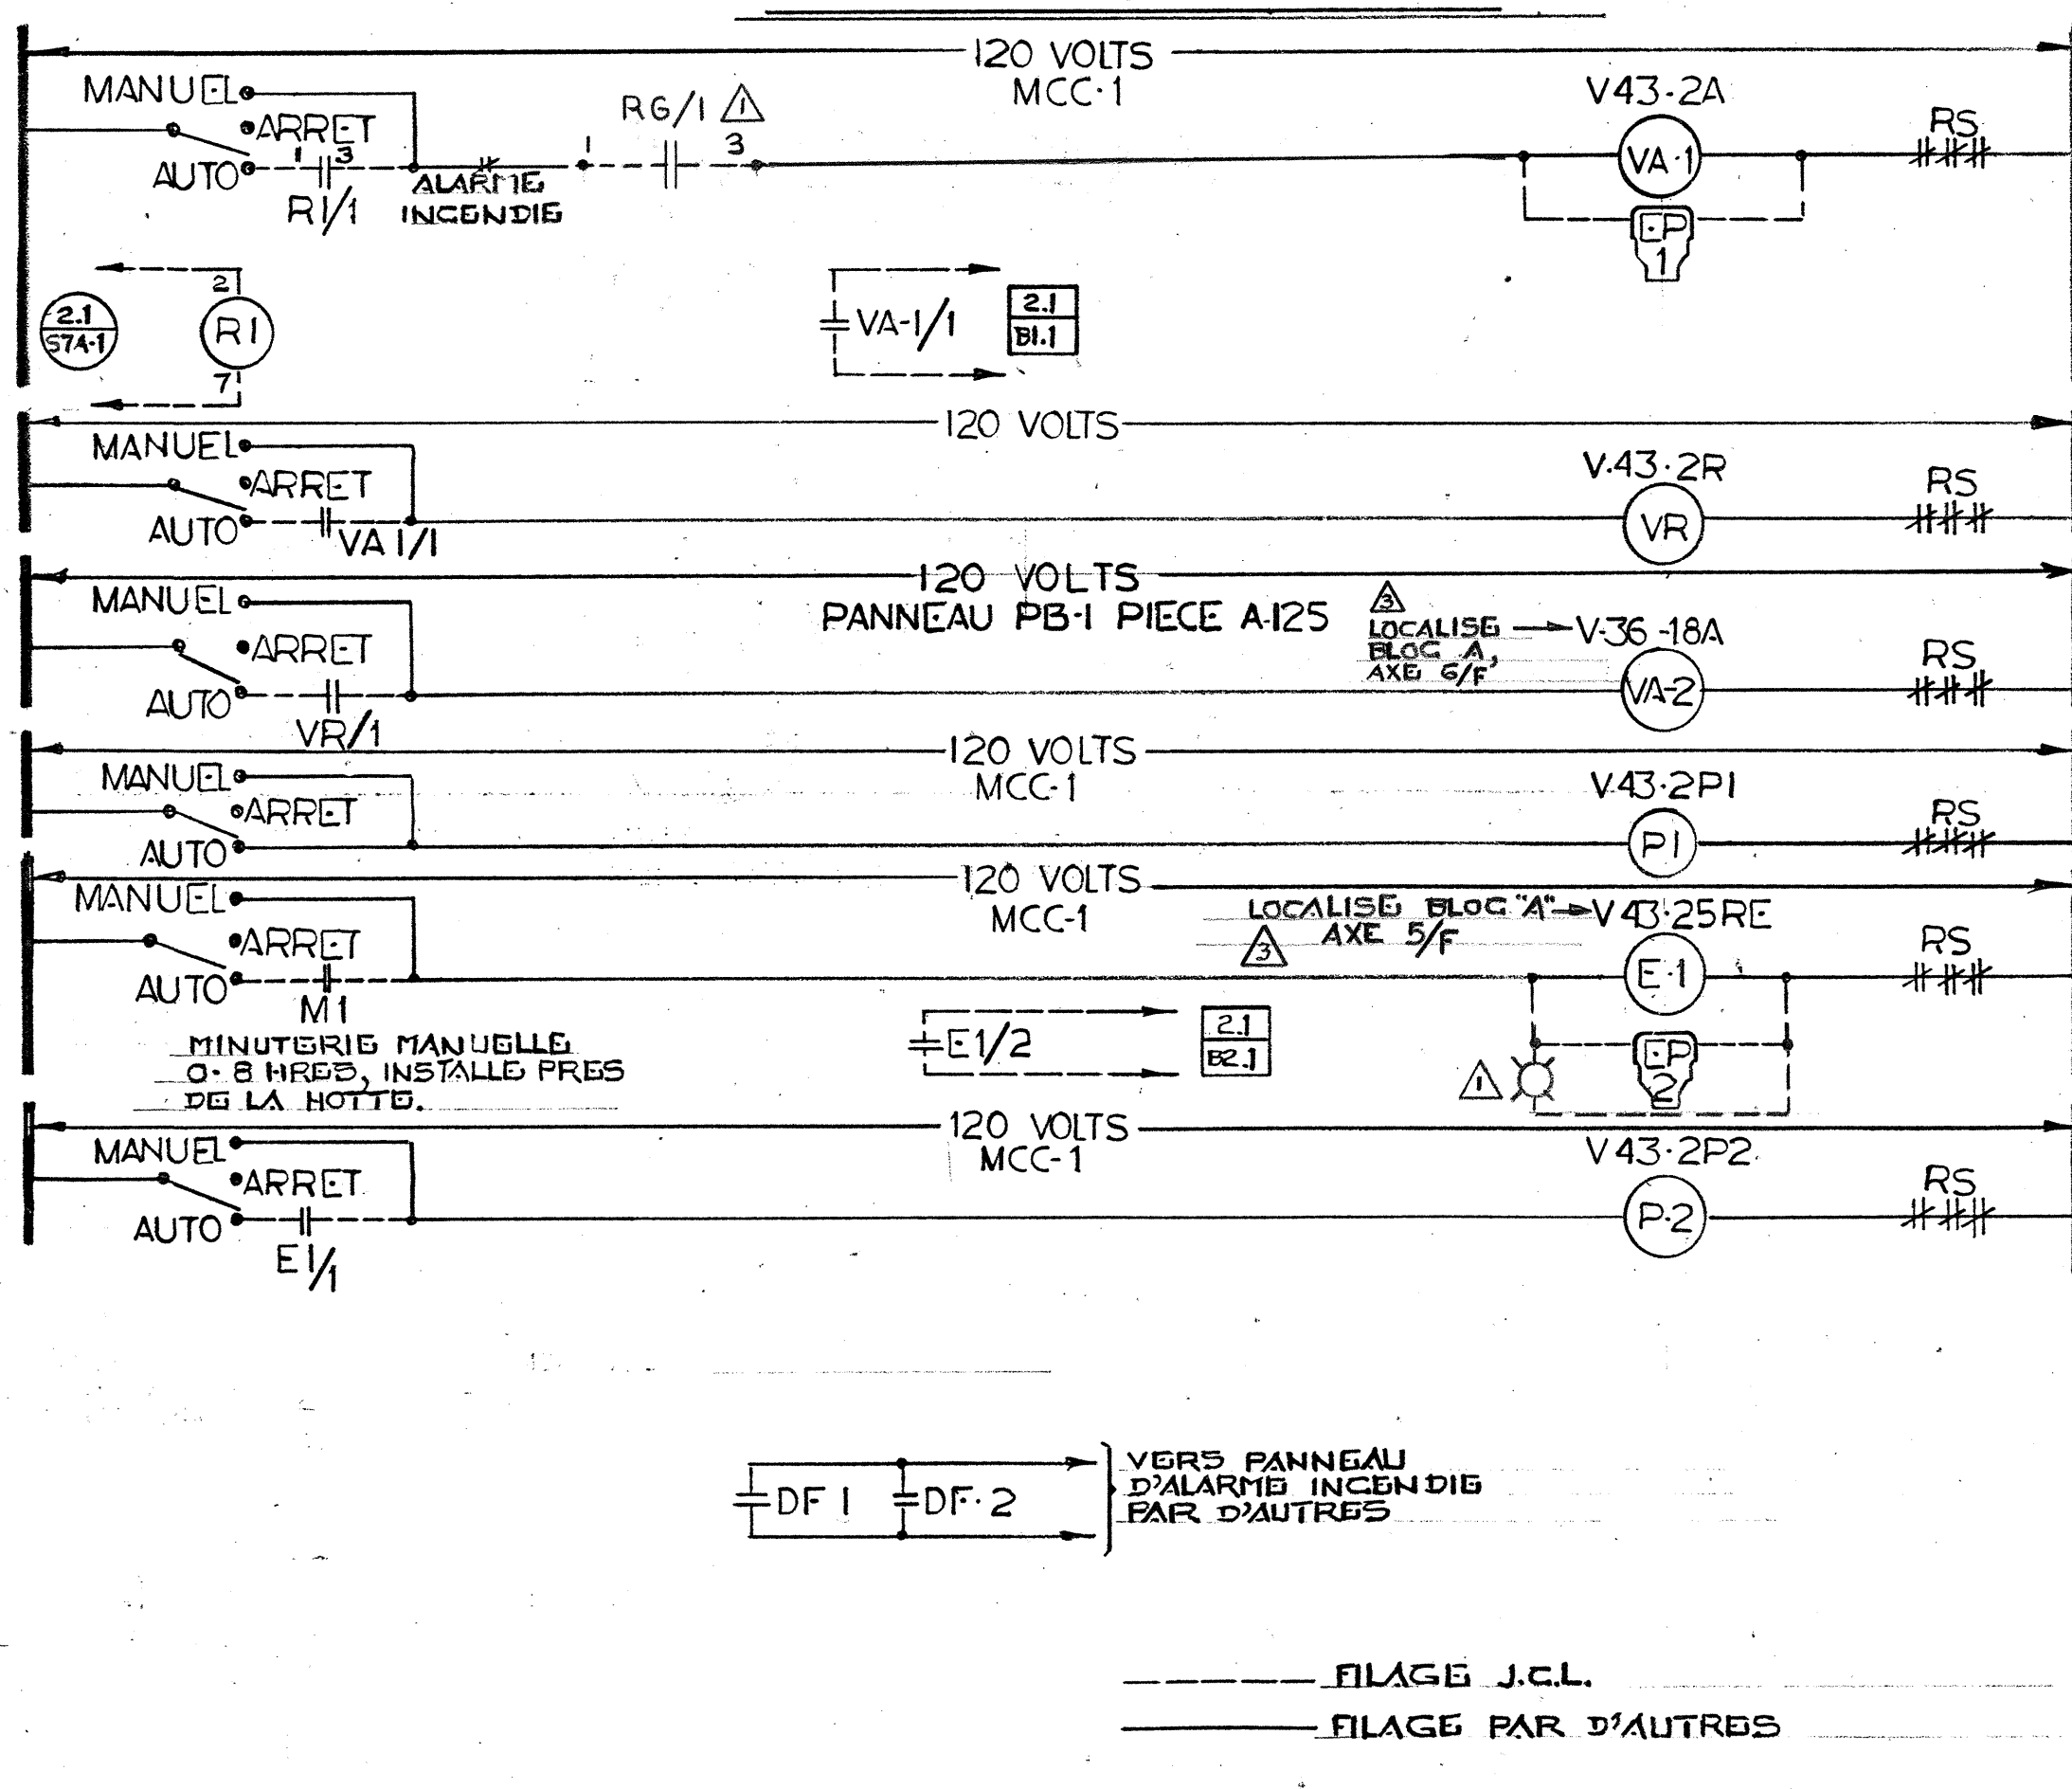 120 VOLTS
MCC·1
MANUEL
ARRET
AUTO
1 3
R1/1
ALARME
INCENDIE
1
RG/1 1
3
V43·2A
VA·1
RS
EP
1
2
R1
7
2.1
S7A·1
VA-1/1
2.1
B1.1
120 VOLTS
MANUEL
ARRET
AUTO
VA 1/1
V·43·2R
VR
RS
120 VOLTS
PANNEAU PB-1 PIECE A-125
MANUEL
ARRET
AUTO
VR/1
3
LOCALISE
BLOC A,
AXE 6/F
V-36-18A
VA-2
RS
120 VOLTS
MCC-1
MANUEL
ARRET
AUTO
V·43·2P1
P1
RS
120 VOLTS
MCC-1
MANUEL
ARRET
AUTO
M1
MINUTERIE MANUELLE
0-8 HRES, INSTALLE PRES
DE LA HOTTE.
LOCALISE BLOC "A"
AXE 5/F
3
V43·25RE
E·1
RS
E1/2
2.1
B2.1
1
EP
2
120 VOLTS
MCC-1
MANUEL
ARRET
AUTO
E1/1
V43·2P2
P·2
RS
DF 1
DF·2
VERS PANNEAU
D'ALARME INCENDIE
PAR D'AUTRES
FILAGE J.C.L.
FILAGE PAR D'AUTRES